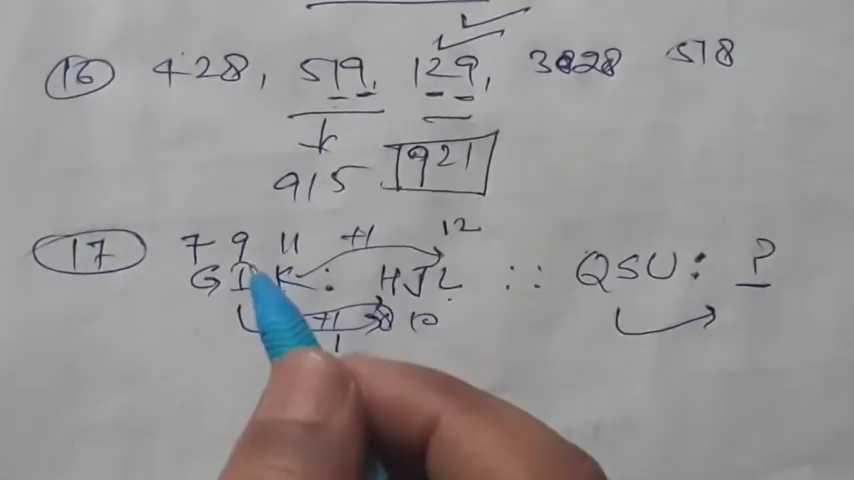 16 428, 519, 129, 3828 518
915 921
7 9 11 +1 12
17 GIK : HJL :: QSU : ?
+1 8 10
1